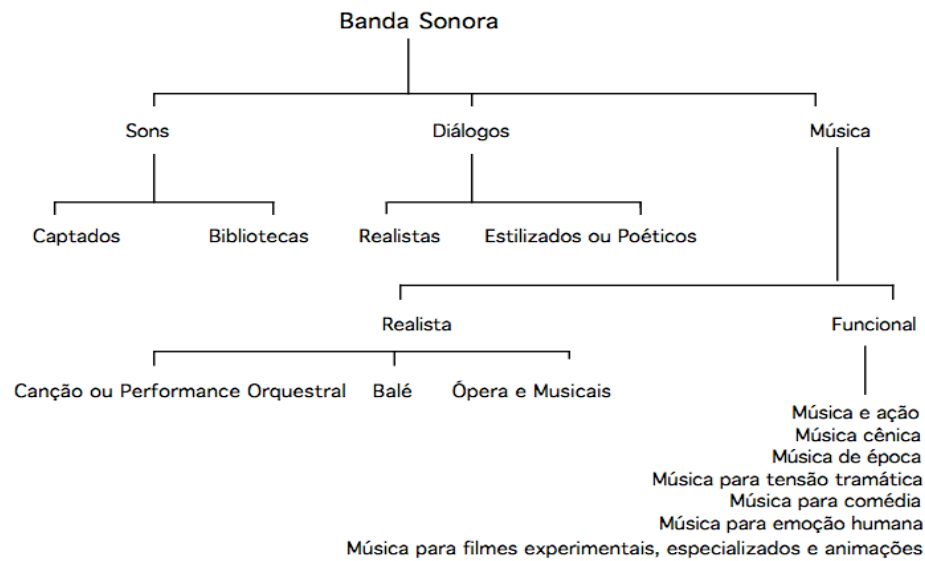 Banda Sonora
Sons Diálogos Música
Captados Bibliotecas Realistas Estilizados ou Poéticos
Realista Funcional
Canção ou Performance Orquestral Balé Ópera e Musicais
Música e ação
Música cênica
Música de época
Música para tensão tramática
Música para comédia
Música para emoção humana
Música para filmes experimentais, especializados e animações